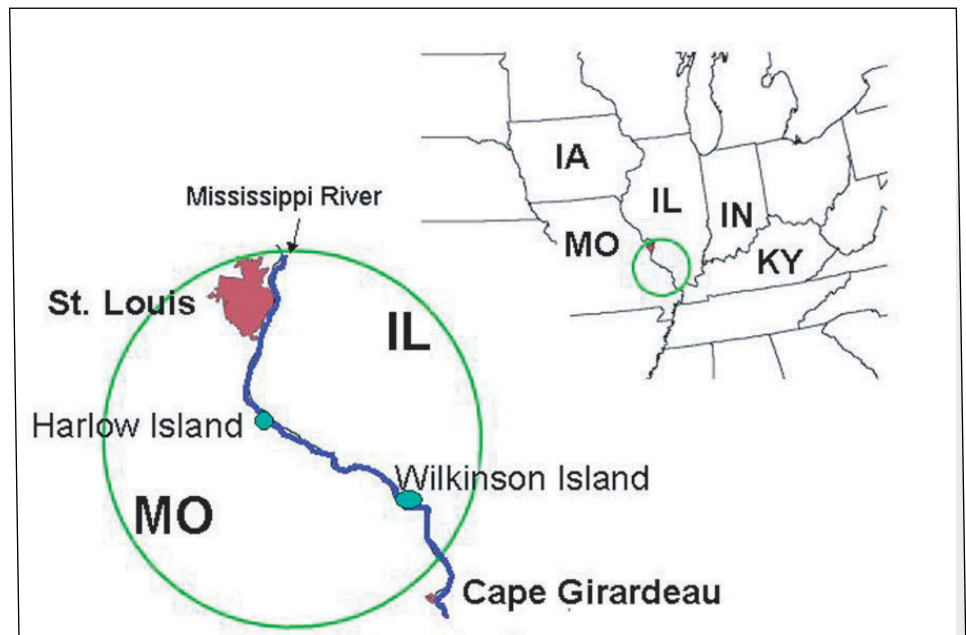 IA
IL
IN
MO
KY
Mississippi River
St. Louis
IL
Harlow Island
Wilkinson Island
MO
Cape Girardeau